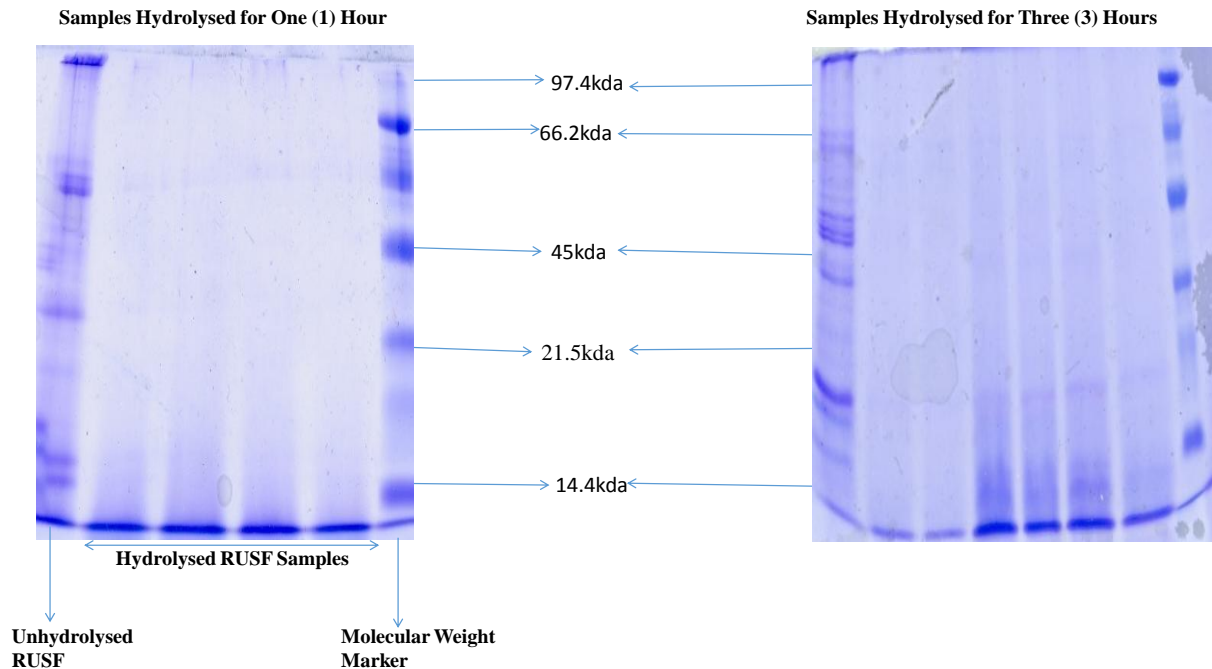 Samples Hydrolysed for One (1) Hour
Samples Hydrolysed for Three (3) Hours
97.4kda
66.2kda
45kda
21.5kda
14.4kda
Hydrolysed RUSF Samples
Unhydrolysed
RUSF
Molecular Weight
Marker